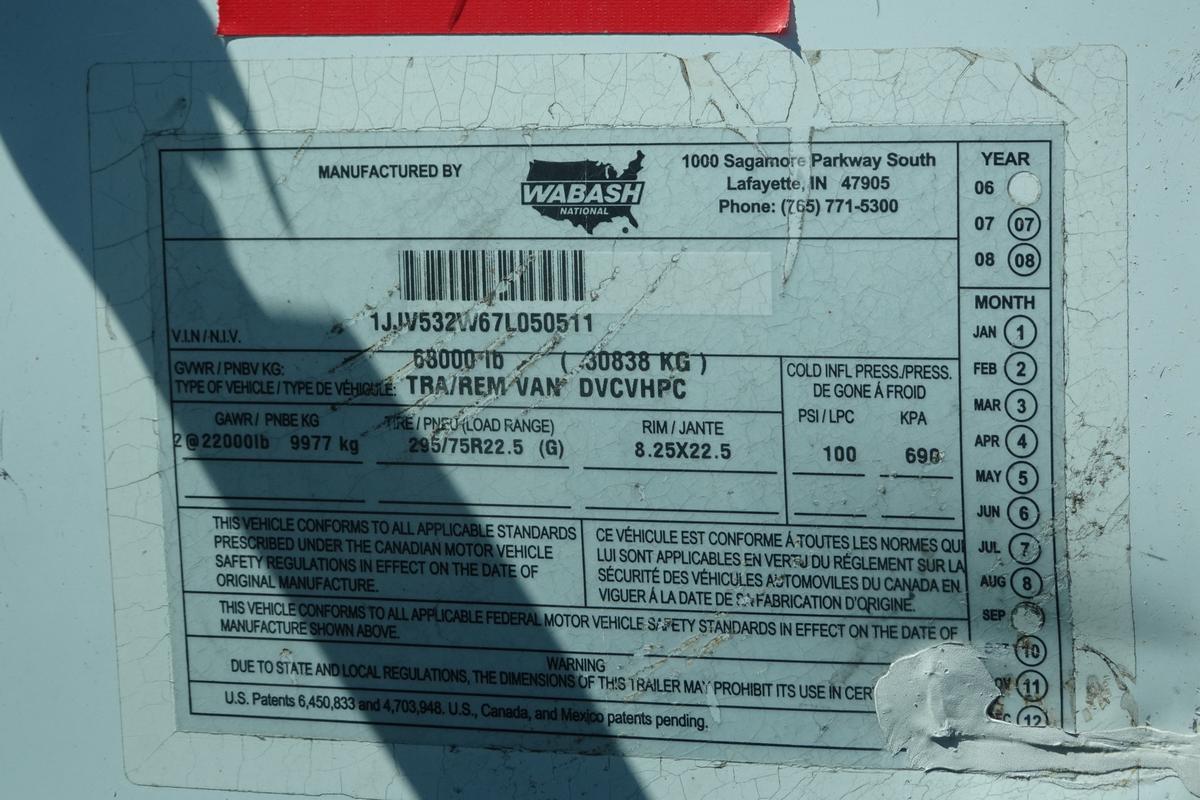 MANUFACTURED BY
WABASH
NATIONAL
1000 Sagamore Parkway South
Lafayette, IN 47905
Phone: (765) 771-5300
YEAR
06
07 07
08 08
1JJV532W67L050511
V.I.N / N.I.V.
GVWR / PNBV KG: 68000 lb ( 30838 KG )
TYPE OF VEHICLE / TYPE DE VÉHIGULE: TRA/REM VAN DVCVHPC
GAWR / PNBE KG TIRE / PNEU (LOAD RANGE) RIM / JANTE
2@22000lb 9977 kg 295/75R22.5 (G) 8.25X22.5
COLD INFL PRESS./PRESS.
DE GONE Á FROID
PSI / LPC KPA
100 690
MONTH
JAN 1
FEB 2
MAR 3
APR 4
MAY 5
JUN 6
JUL 7
AUG 8
SEP
10
11
12
THIS VEHICLE CONFORMS TO ALL APPLICABLE STANDARDS
PRESCRIBED UNDER THE CANADIAN MOTOR VEHICLE
SAFETY REGULATIONS IN EFFECT ON THE DATE OF
ORIGINAL MANUFACTURE.
CE VÉHICULE EST CONFORME Á TOUTES LES NORMES QUI
LUI SONT APPLICABLES EN VERTU DU RÉGLEMENT SUR LA
SÉCURITÉ DES VÉHICULES AUTOMOVILES DU CANADA EN
VIGUER Á LA DATE DE SA FABRICATION D'ORIGINE.
THIS VEHICLE CONFORMS TO ALL APPLICABLE FEDERAL MOTOR VEHICLE SAFETY STANDARDS IN EFFECT ON THE DATE OF
MANUFACTURE SHOWN ABOVE.
WARNING
DUE TO STATE AND LOCAL REGULATIONS, THE DIMENSIONS OF THIS TRAILER MAY PROHIBIT ITS USE IN
U.S. Patents 6,450,833 and 4,703,948. U.S., Canada, and Mexico patents pending.